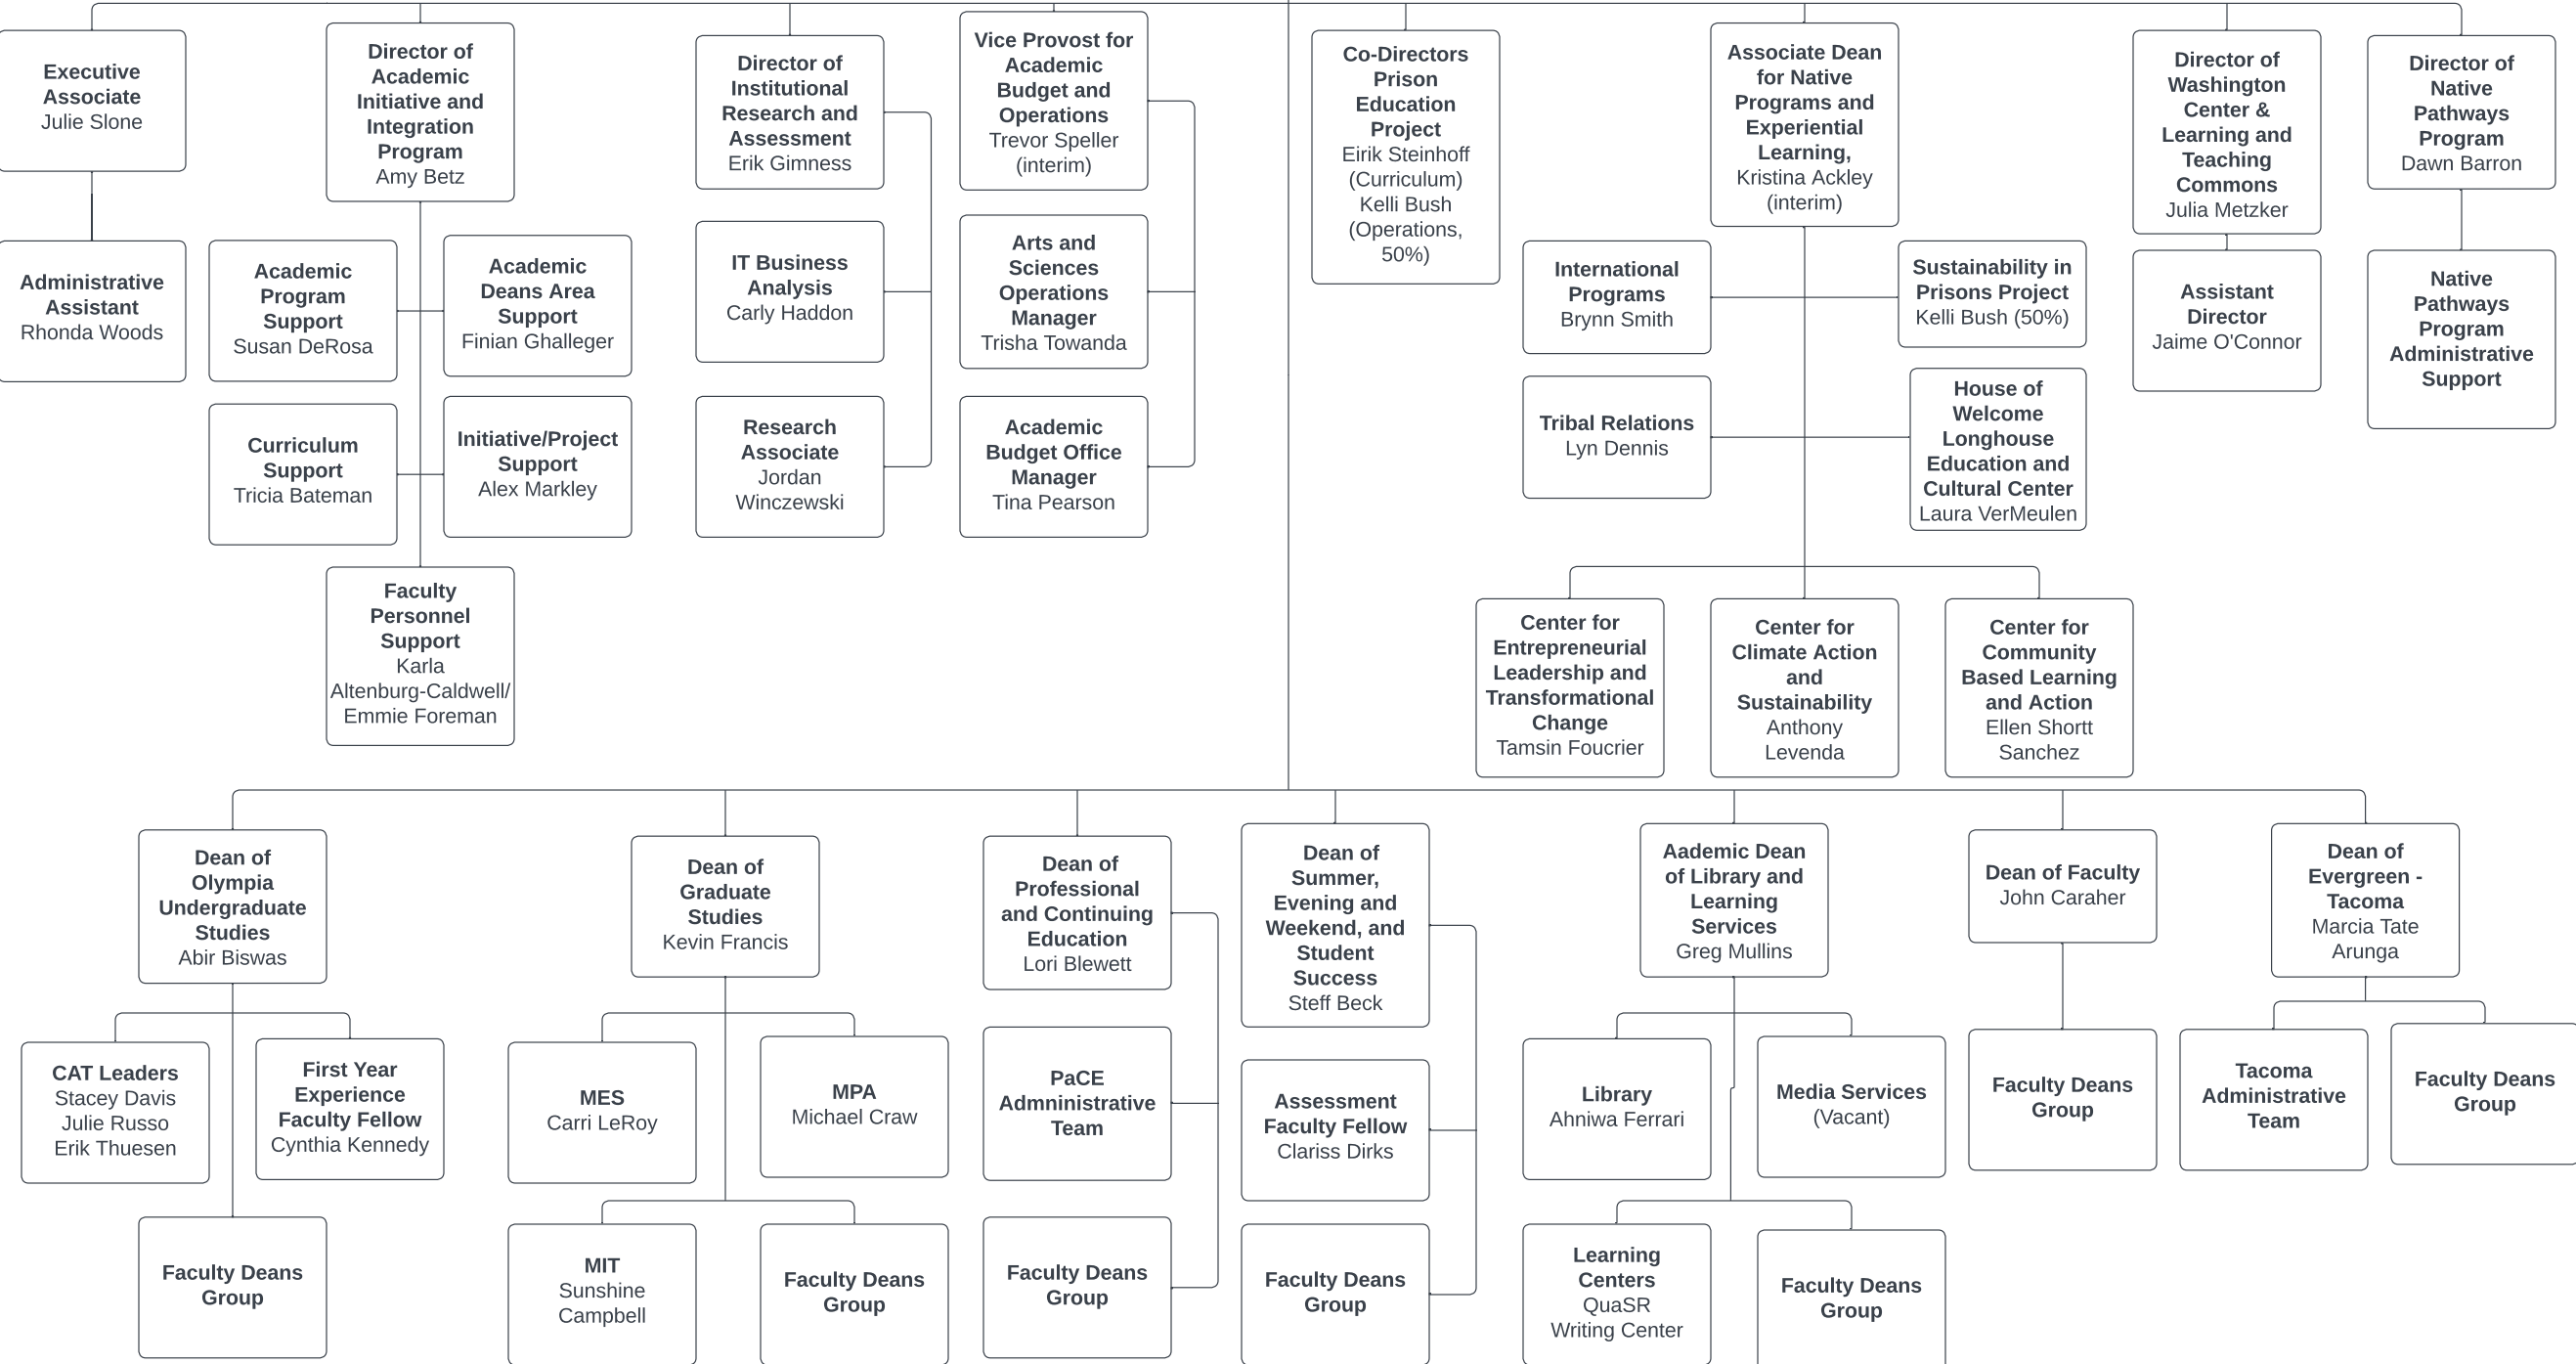 Executive
Associate
Julie Slone
Administrative
Assistant
Rhonda Woods
Director of
Academic
Initiative and
Integration
Program
Amy Betz
Academic
Program
Support
Susan DeRosa
Academic
Deans Area
Support
Finian Ghalleger
Curriculum
Support
Tricia Bateman
Initiative/Project
Support
Alex Markley
Faculty
Personnel
Support
Karla
Altenburg-Caldwell/
Emmie Foreman
Director of
Institutional
Research and
Assessment
Erik Gimness
IT Business
Analysis
Carly Haddon
Research
Associate
Jordan
Winczewski
Vice Provost for
Academic
Budget and
Operations
Trevor Speller
(interim)
Arts and
Sciences
Operations
Manager
Trisha Towanda
Academic
Budget Office
Manager
Tina Pearson
Co-Directors
Prison
Education
Project
Eirik Steinhoff
(Curriculum)
Kelli Bush
(Operations,
50%)
Associate Dean
for Native
Programs and
Experiential
Learning,
Kristina Ackley
(interim)
International
Programs
Brynn Smith
Sustainability in
Prisons Project
Kelli Bush (50%)
Tribal Relations
Lyn Dennis
House of
Welcome
Longhouse
Education and
Cultural Center
Laura VerMeulen
Center for
Entrepreneurial
Leadership and
Transformational
Change
Tamsin Foucrier
Center for
Climate Action
and
Sustainability
Anthony
Levenda
Center for
Community
Based Learning
and Action
Ellen Shortt
Sanchez
Director of
Washington
Center &
Learning and
Teaching
Commons
Julia Metzker
Assistant
Director
Jaime O'Connor
Director of
Native
Pathways
Program
Dawn Barron
Native
Pathways
Program
Administrative
Support
Dean of
Olympia
Undergraduate
Studies
Abir Biswas
CAT Leaders
Stacey Davis
Julie Russo
Erik Thuesen
First Year
Experience
Faculty Fellow
Cynthia Kennedy
Faculty Deans
Group
Dean of
Graduate
Studies
Kevin Francis
MES
Carri LeRoy
MPA
Michael Craw
MIT
Sunshine
Campbell
Faculty Deans
Group
Dean of
Professional
and Continuing
Education
Lori Blewett
PaCE
Admninistrative
Team
Faculty Deans
Group
Dean of
Summer,
Evening and
Weekend, and
Student
Success
Steff Beck
Assessment
Faculty Fellow
Clariss Dirks
Faculty Deans
Group
Aademic Dean
of Library and
Learning
Services
Greg Mullins
Library
Ahniwa Ferrari
Media Services
(Vacant)
Learning
Centers
QuaSR
Writing Center
Faculty Deans
Group
Dean of Faculty
John Caraher
Faculty Deans
Group
Dean of
Evergreen -
Tacoma
Marcia Tate
Arunga
Tacoma
Administrative
Team
Faculty Deans
Group